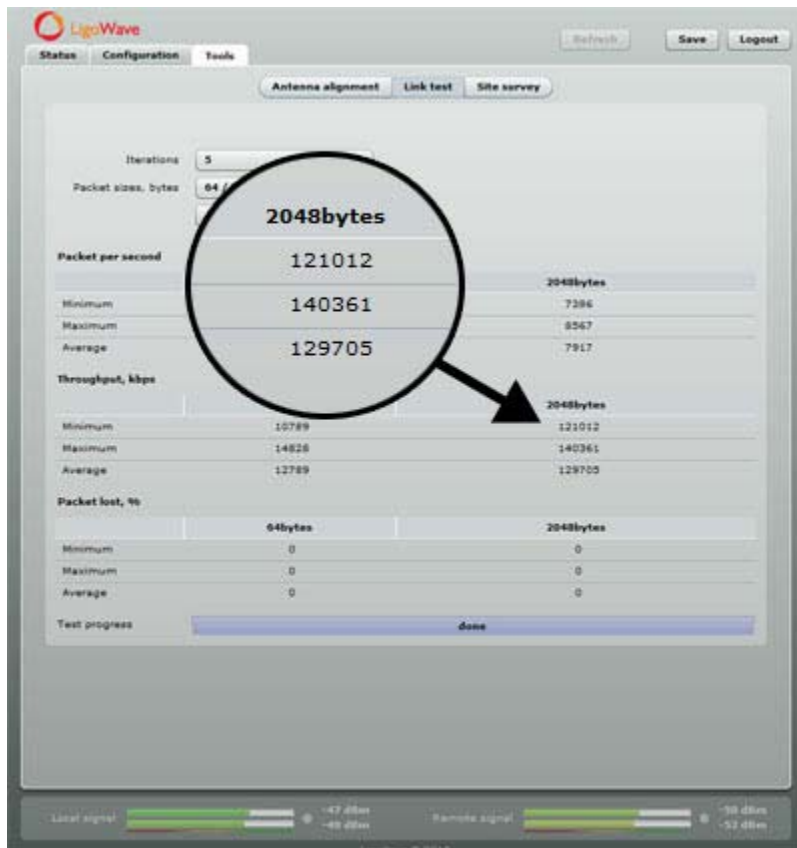 LigoWave
Refresh Save Logout
Status Configuration Tools
Antenna alignment Link test Site survey
Iterations 5
Packet sizes, bytes 64 /
2048bytes
121012
140361
129705
Packet per second
2048bytes
Minimum 7386
Maximum 8567
Average 7917
Throughput, kbps
2048bytes
Minimum 10789 121012
Maximum 14828 140361
Average 12789 129705
Packet lost, %
64bytes 2048bytes
Minimum 0 0
Maximum 0 0
Average 0 0
Test progress done
Local signal -47 dBm Remote signal -50 dBm
-49 dBm -52 dBm